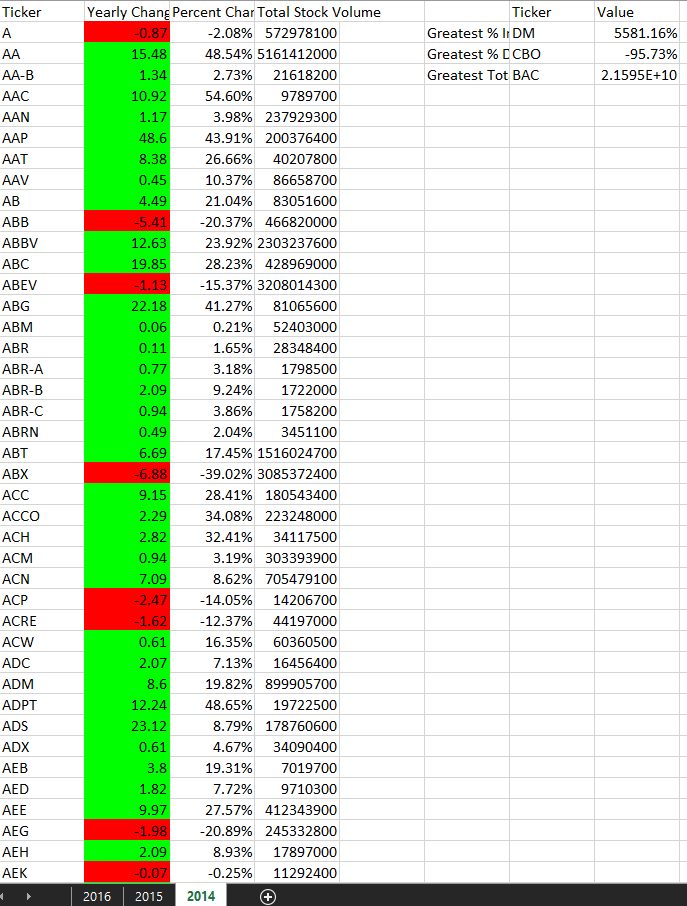 Ticker Yearly Chang Percent Char Total Stock Volume Ticker Value
A -0.87 -2.08% 572978100 Greatest % I DM 5581.16%
AA 15.48 48.54% 5161412000 Greatest % D CBO -95.73%
AA-B 1.34 2.73% 21618200 Greatest Tot BAC 2.1595E+10
AAC 10.92 54.60% 9789700
AAN 1.17 3.98% 237929300
AAP 48.6 43.91% 200376400
AAT 8.38 26.66% 40207800
AAV 0.45 10.37% 86658700
AB 4.49 21.04% 83051600
ABB -5.41 -20.37% 466820000
ABBV 12.63 23.92% 2303237600
ABC 19.85 28.23% 428969000
ABEV -1.13 -15.37% 3208014300
ABG 22.18 41.27% 81065600
ABM 0.06 0.21% 52403000
ABR 0.11 1.65% 28348400
ABR-A 0.77 3.18% 1798500
ABR-B 2.09 9.24% 1722000
ABR-C 0.94 3.86% 1758200
ABRN 0.49 2.04% 3451100
ABT 6.69 17.45% 1516024700
ABX -6.88 -39.02% 3085372400
ACC 9.15 28.41% 180543400
ACCO 2.29 34.08% 223248000
ACH 2.82 32.41% 34117500
ACM 0.94 3.19% 303393900
ACN 7.09 8.62% 705479100
ACP -2.47 -14.05% 14206700
ACRE -1.62 -12.37% 44197000
ACW 0.61 16.35% 60360500
ADC 2.07 7.13% 16456400
ADM 8.6 19.82% 899905700
ADPT 12.24 48.65% 19722500
ADS 23.12 8.79% 178760600
ADX 0.61 4.67% 34090400
AEB 3.8 19.31% 7019700
AED 1.82 7.72% 9710300
AEE 9.97 27.57% 412343900
AEG -1.98 -20.89% 245332800
AEH 2.09 8.93% 17897000
AEK -0.07 -0.25% 11292400
2016 2015 2014